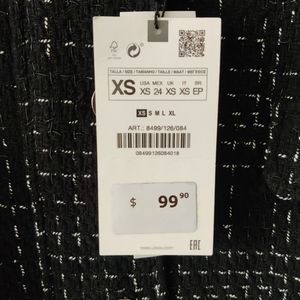 TALLA / SIZE / TAMANHO / TAILLE / MAAT / MƏT
XS
USA MEX UK IT BR
XS 24 XS XS EP
XS S M L XL
ART.: 8499/126/084
08499126084018
$ 99 90
EAC